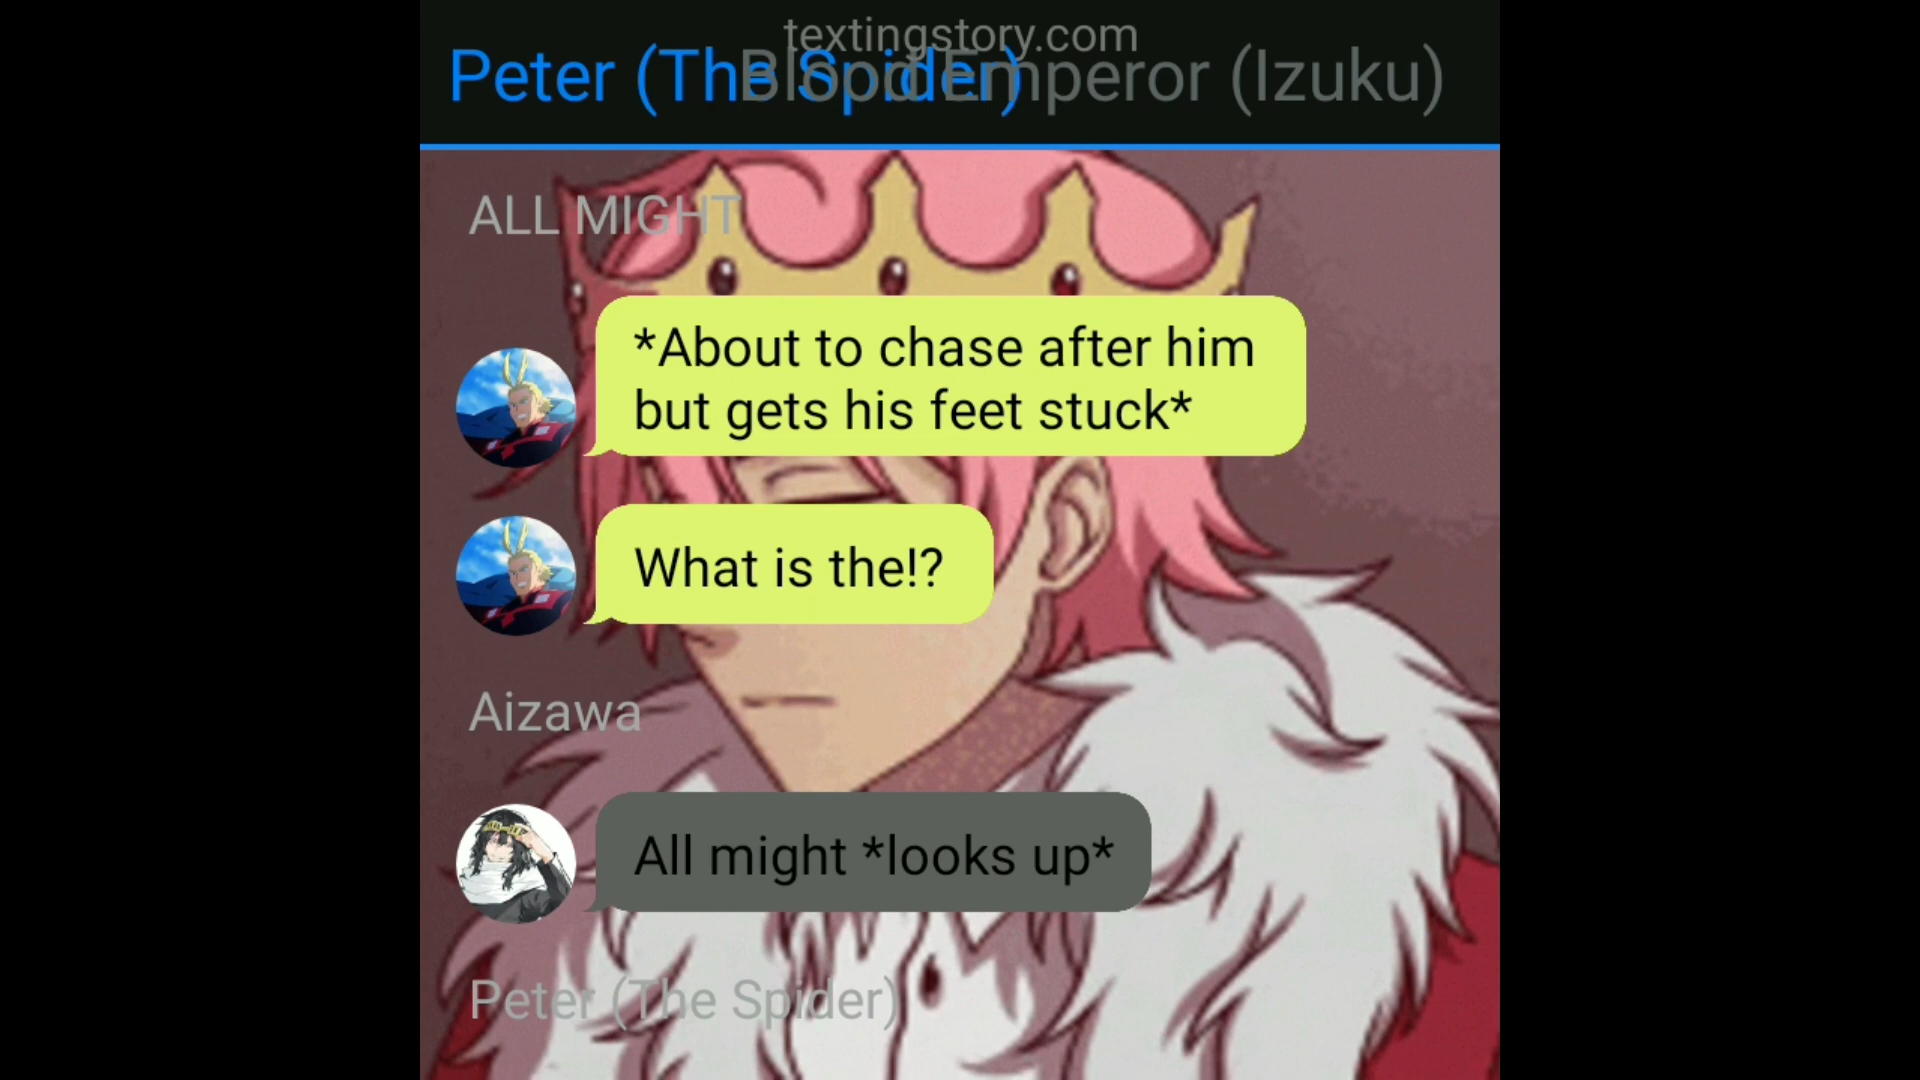 textingstory.com
Peter (The Spider)
Blood Emperor (Izuku)
ALL MIGHT
*About to chase after him
but gets his feet stuck*
What is the!?
Aizawa
All might *looks up*
Peter (The Spider)